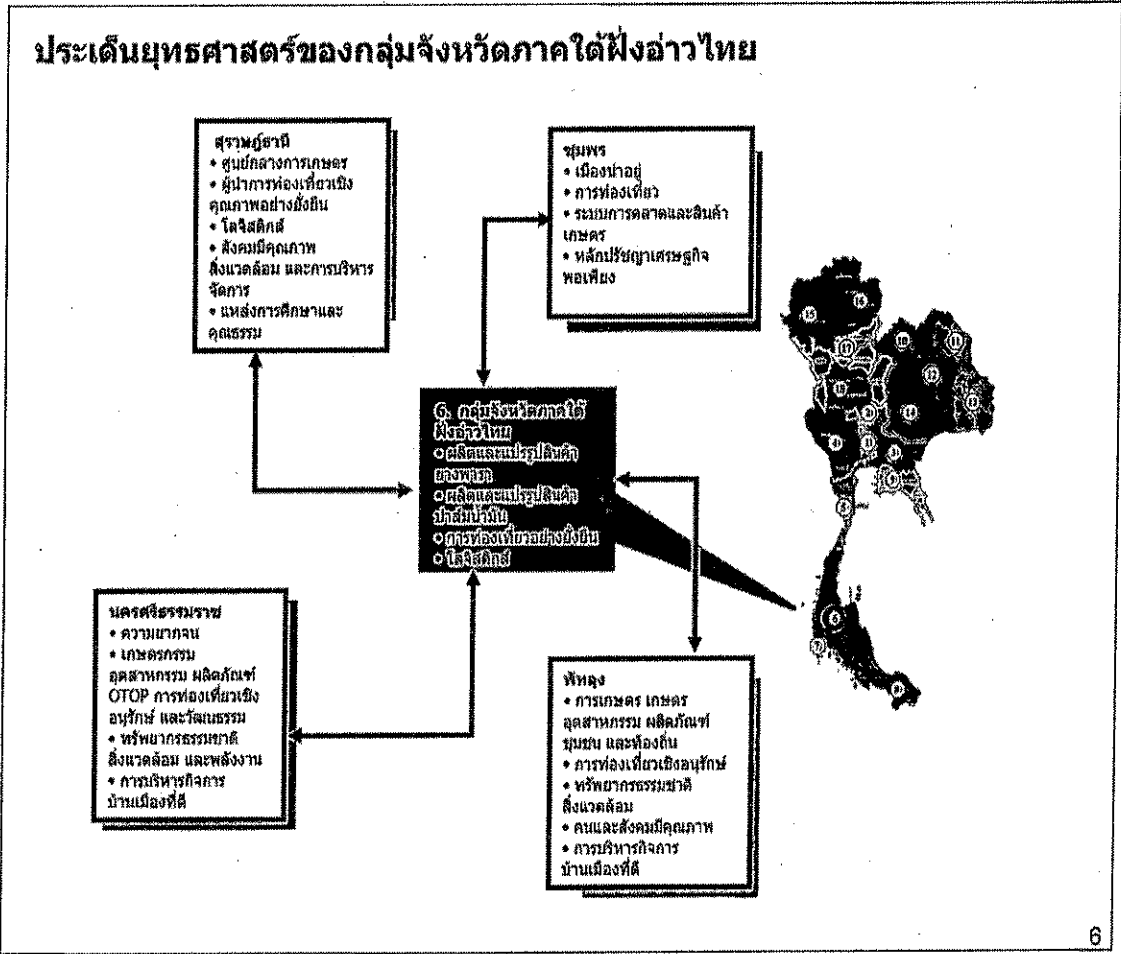 ประเด็นยุทธศาสตร์ของกลุ่มจังหวัดภาคใต้ฝั่งอ่าวไทย
สุราษฎ์ธานี
• ศูนย์กลางการเกษตร
• ผู้นำการท่องเที่ยวเชิง
คุณภาพอย่างยั่งยืน
• โลจิสติกส์
• สังคมมีคุณภาพ
สิ่งแวดล้อม และการบริหาร
จัดการ
• แหล่งการศึกษาและ
คุณธรรม
ชุมพร
• เมืองน่าอยู่
• การท่องเที่ยว
• ระบบการตลาดและสินค้า
เกษตร
• หลักปรัชญาเศรษฐกิจ
พอเพียง
6. กลุ่มจังหวัดภาคใต้
ฝั่งอ่าวไทย
• ผลิตและแปรรูปสินค้า
ยางพารา
• ผลิตและแปรรูปสินค้า
ปาล์มน้ำมัน
• การท่องเที่ยวอย่างยั่งยืน
• โลจิสติกส์
นครศรีธรรมราช
• ความยากจน
• เกษตรกรรม
อุตสาหกรรม ผลิตภัณฑ์
OTOP การท่องเที่ยวเชิง
อนุรักษ์ และวัฒนธรรม
• ทรัพยากรธรรมชาติ
สิ่งแวดล้อม และพลังงาน
• การบริหารกิจการ
บ้านเมืองที่ดี
พัทลุง
• การเกษตร เกษตร
อุตสาหกรรม ผลิตภัณฑ์
ชุมชน และท้องถิ่น
• การท่องเที่ยวเชิงอนุรักษ์
• ทรัพยากรธรรมชาติ
สิ่งแวดล้อม
• คนและสังคมมีคุณภาพ
• การบริหารกิจการ
บ้านเมืองที่ดี
15
16
17
10
11
12
13
14
6
6